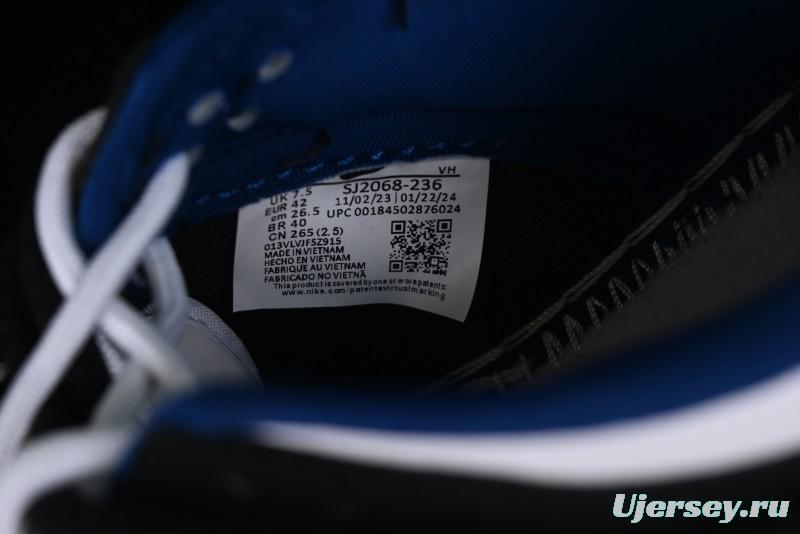 VH
UK 7.5
EUR 42
cm 26.5
BR 40
CN 265 (2.5)
SJ2068-236
11/02/23 | 01/22/24
UPC 00184502876024
013VLVJFSZ915
MADE IN VIETNAM
HECHO EN VIETNAM
FABRIQUE AU VIETNAM
FABRICADO NO VIETNÃ
This product is covered by one or more patents:
www.nike.com/patentsvirtualmarking
Ujersey.ru